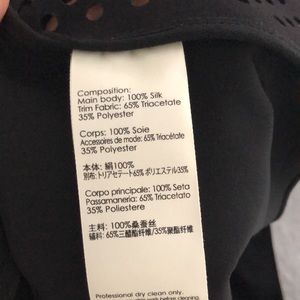 Composition:
Main body: 100% Silk
Trim Fabric: 65% Triacetate
35% Polyester
Corps: 100% Soie
Accessoires de mode: 65% Triacétate
35% Polyester
本体: 絹100%
別布: トリアセテート65% ポリエステル35%
Corpo principale: 100% Seta
Passamaneria: 65% Triacetato
35% Poliestere
主料: 100%桑蚕丝
辅料: 65%三醋酯纤维/35%聚酯纤维
Professional dry clean only.
before cleaning